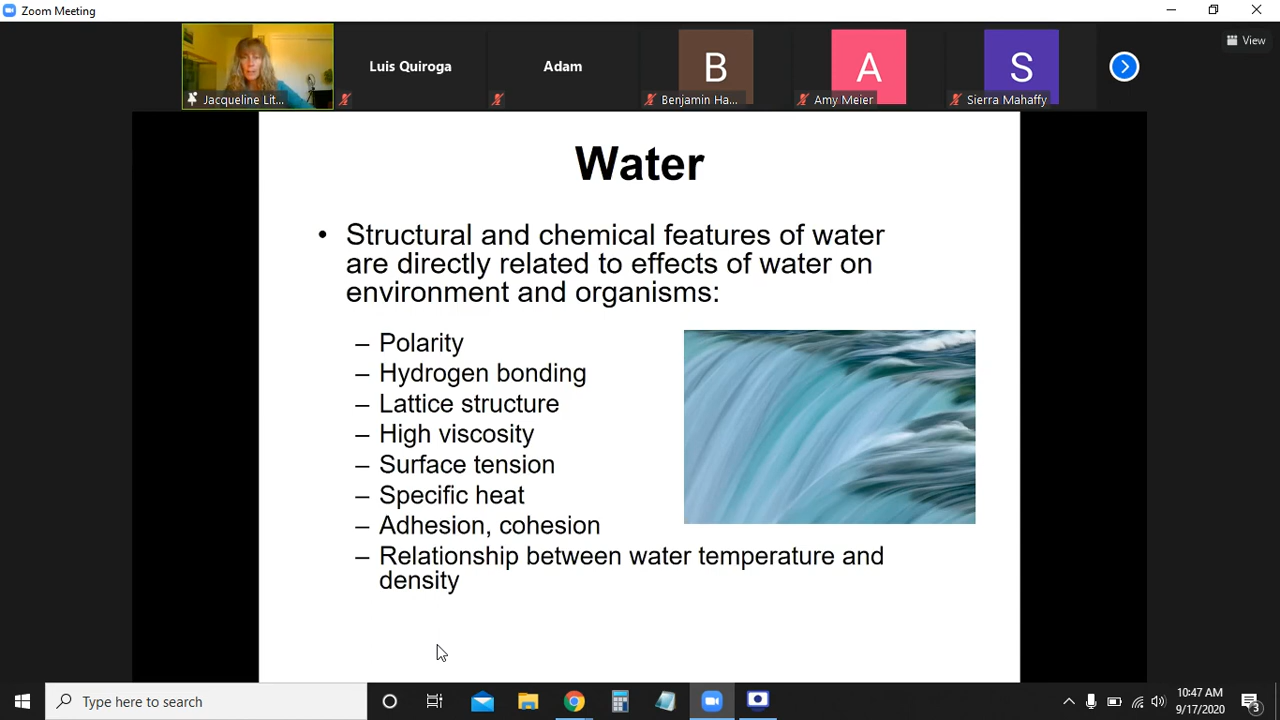 Zoom Meeting
View
Luis Quiroga
Adam
B
A
S
Jacqueline Lit...
Benjamin Ha...
Amy Meier
Sierra Mahaffy
Water
• Structural and chemical features of water
are directly related to effects of water on
environment and organisms:
– Polarity
– Hydrogen bonding
– Lattice structure
– High viscosity
– Surface tension
– Specific heat
– Adhesion, cohesion
– Relationship between water temperature and
density
Type here to search
10:47 AM
9/17/2020
3